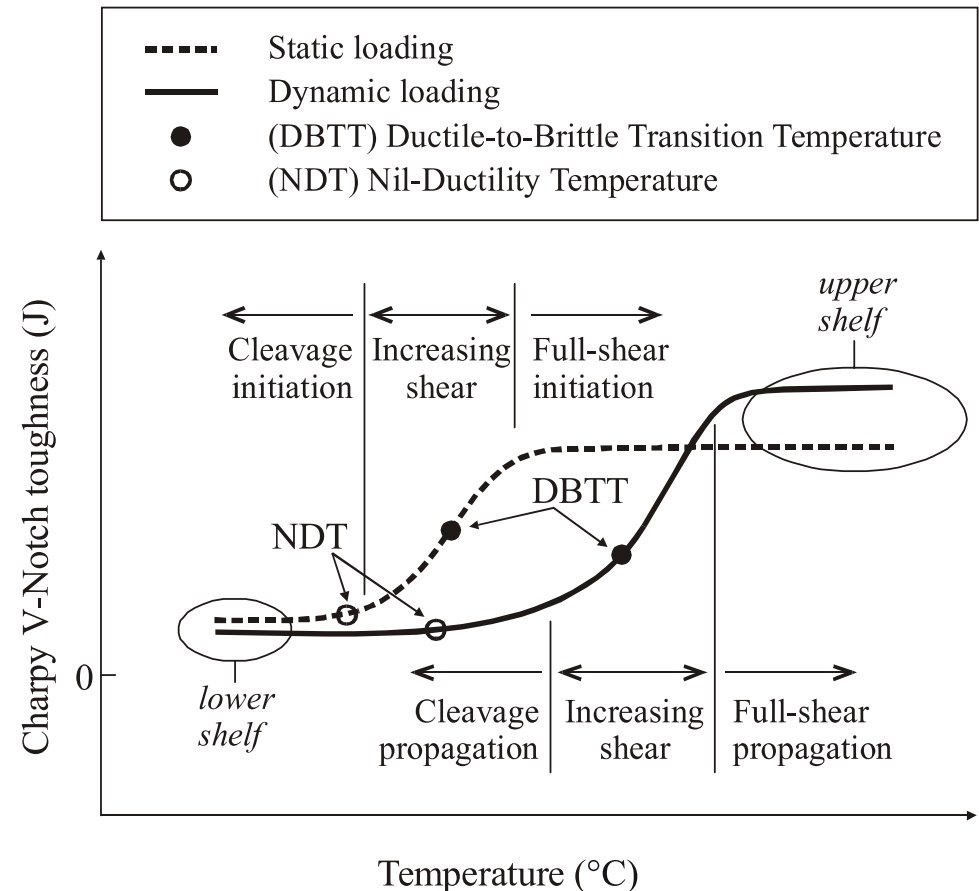 Static loading
Dynamic loading
(DBTT) Ductile-to-Brittle Transition Temperature
(NDT) Nil-Ductility Temperature
Charpy V-Notch toughness (J)
upper
shelf
Cleavage
initiation
Increasing
shear
Full-shear
initiation
DBTT
NDT
0
lower
shelf
Cleavage
propagation
Increasing
shear
Full-shear
propagation
Temperature (°C)